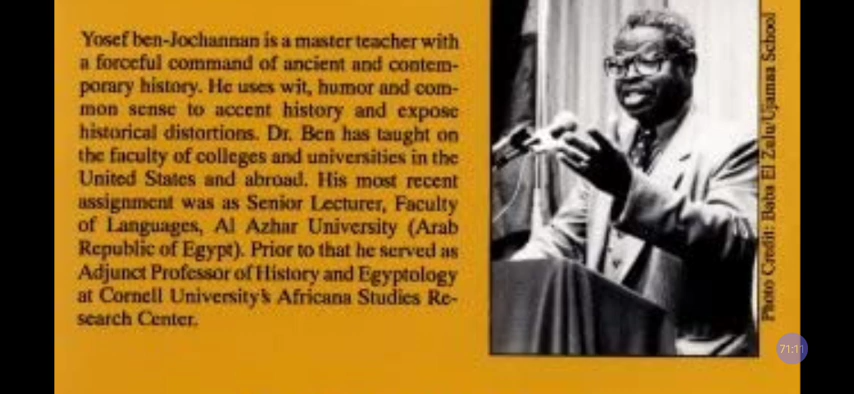 Yosef ben-Jochannan is a master teacher with
a forceful command of ancient and contem-
porary history. He uses wit, humor and com-
mon sense to accent history and expose
historical distortions. Dr. Ben has taught on
the faculty of colleges and universities in the
United States and abroad. His most recent
assignment was as Senior Lecturer, Faculty
of Languages, Al Azhar University (Arab
Republic of Egypt). Prior to that he served as
Adjunct Professor of History and Egyptology
at Cornell University's Africana Studies Re-
search Center.
Photo Credit: Baba El Zulu/Ujamaa School
71:11